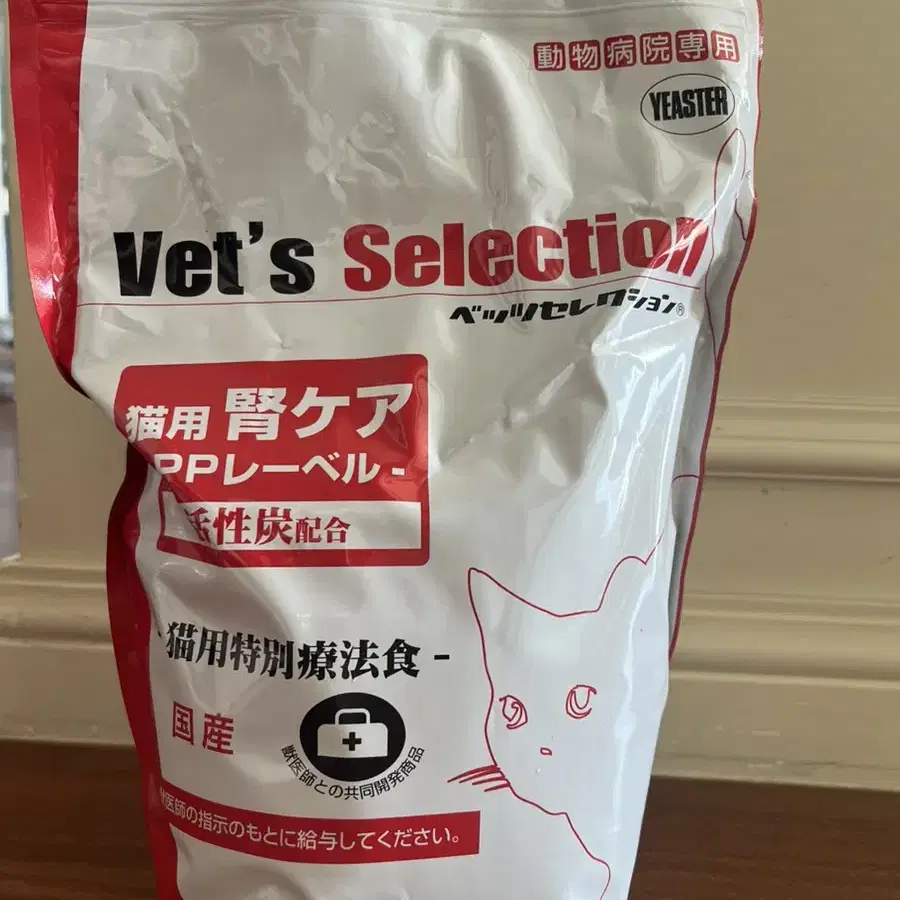 動物病院専用
YEASTER
Vet's Selection
ベッツセレクション®
猫用 腎ケア
PPレーベル -
活性炭配合
- 猫用特別療法食 -
国産
獣医師との共同開発商品
獣医師の指示のもとに給与してください。